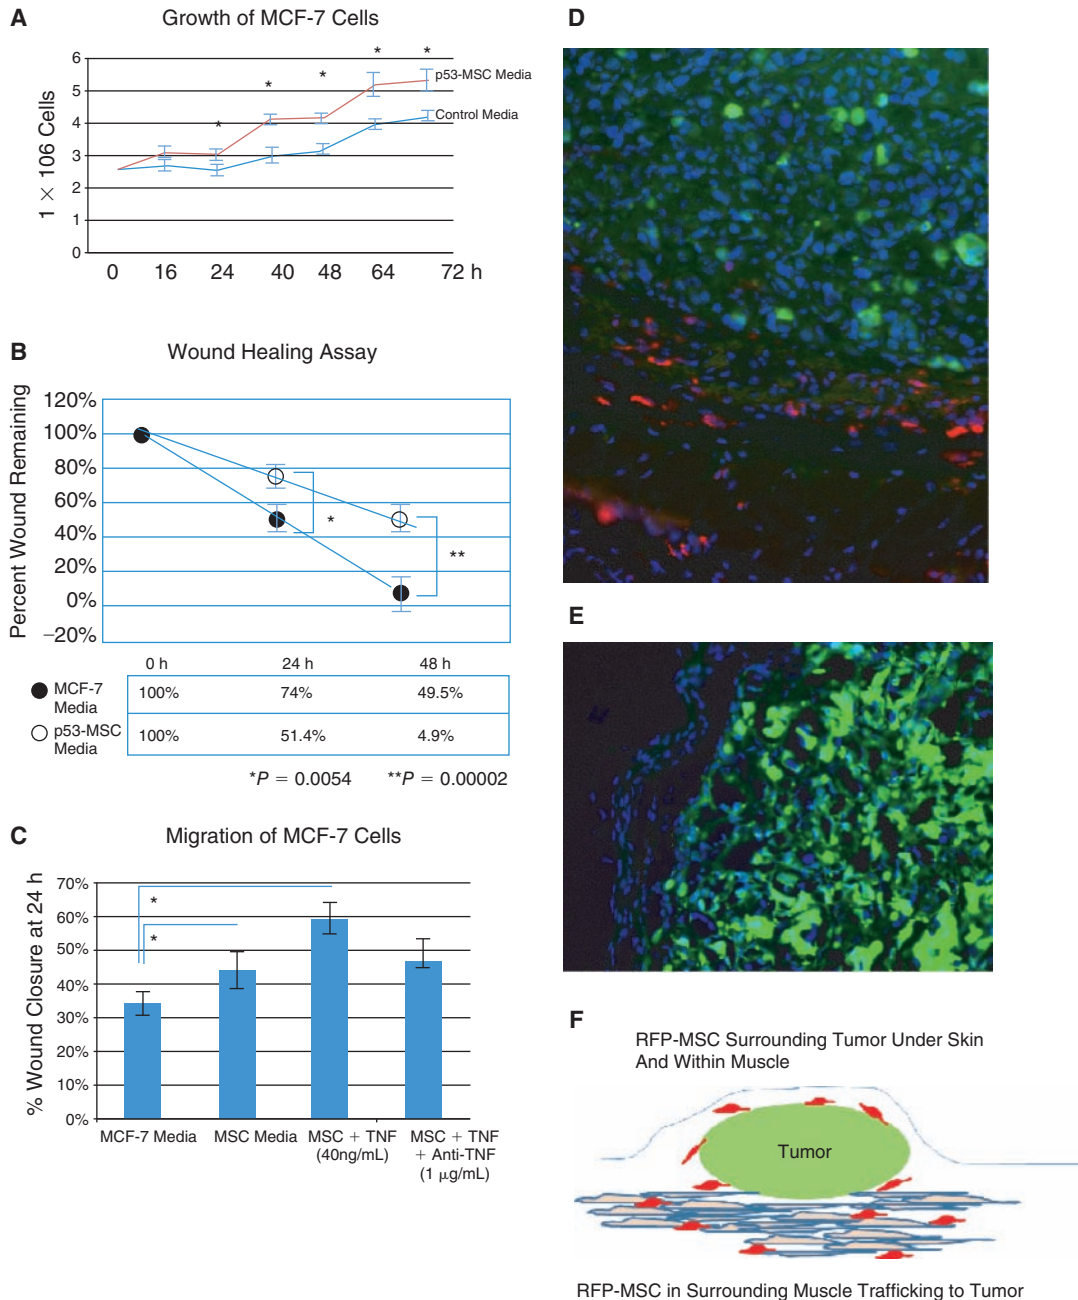 A
Growth of MCF-7 Cells
1 × 106 Cells
6
5
4
3
2
1
0
* * * * *
p53-MSC Media
Control Media
0 16 24 40 48 64 72 h
B
Wound Healing Assay
Percent Wound Remaining
120%
100%
80%
60%
40%
20%
0%
−20%
*
**
0 h 24 h 48 h
MCF-7 Media 100% 74% 49.5%
p53-MSC Media 100% 51.4% 4.9%
*P = 0.0054 **P = 0.00002
C
Migration of MCF-7 Cells
% Wound Closure at 24 h
70%
60%
50%
40%
30%
20%
10%
0%
*
*
MCF-7 Media
MSC Media
MSC + TNF
(40ng/mL)
MSC + TNF
+ Anti-TNF
(1 μg/mL)
D
E
F
RFP-MSC Surrounding Tumor Under Skin
And Within Muscle
Tumor
RFP-MSC in Surrounding Muscle Trafficking to Tumor